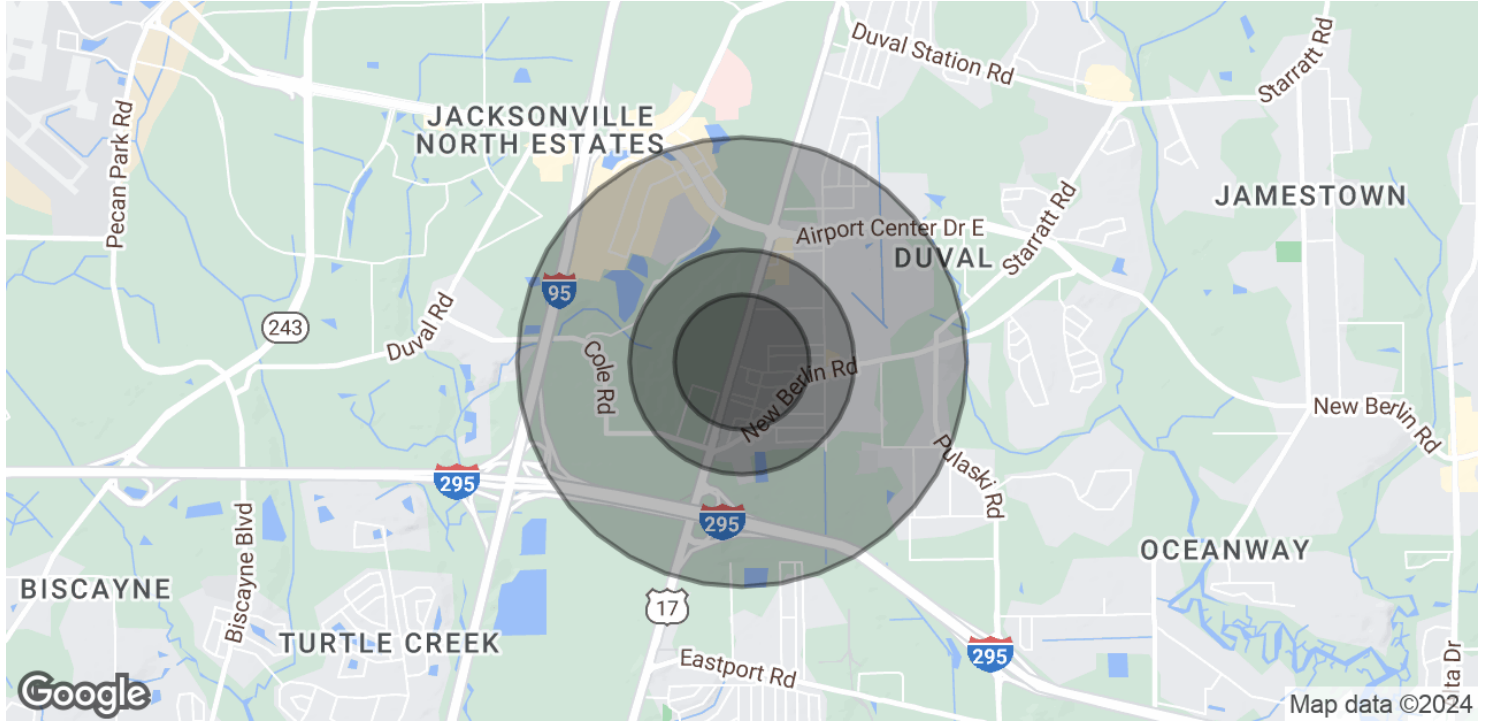 Duval Station Rd
Starratt Rd
Pecan Park Rd
JACKSONVILLE
NORTH ESTATES
JAMESTOWN
Airport Center Dr E
Starratt Rd
DUVAL
95
243
Duval Rd
Cole Rd
New Berlin Rd
New Berlin Rd
Pulaski Rd
295
295
Biscayne Blvd
OCEANWAY
BISCAYNE
17
TURTLE CREEK
295
Eastport Rd
Google
Map data ©2024